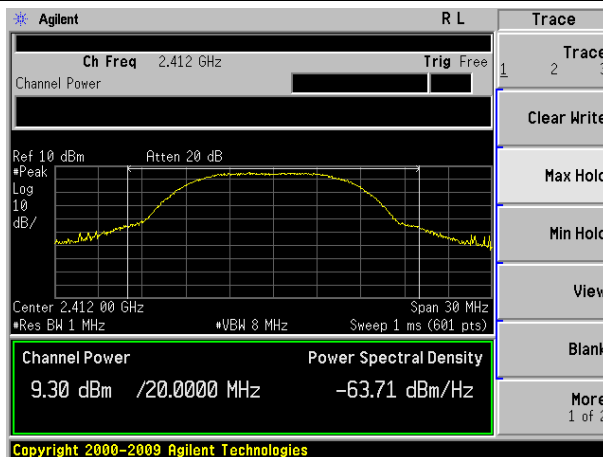 Agilent R L Trace
Ch Freq 2.412 GHz Trig Free
Channel Power
Trace
1 2 3
Clear Write
Max Hold
Min Hold
View
Blank
More
1 of 2
Ref 10 dBm Atten 20 dB
#Peak
Log
10
dB/
Center 2.412 00 GHz Span 30 MHz
#Res BW 1 MHz #VBW 8 MHz Sweep 1 ms (601 pts)
Channel Power Power Spectral Density
9.30 dBm /20.0000 MHz -63.71 dBm/Hz
Copyright 2000-2009 Agilent Technologies